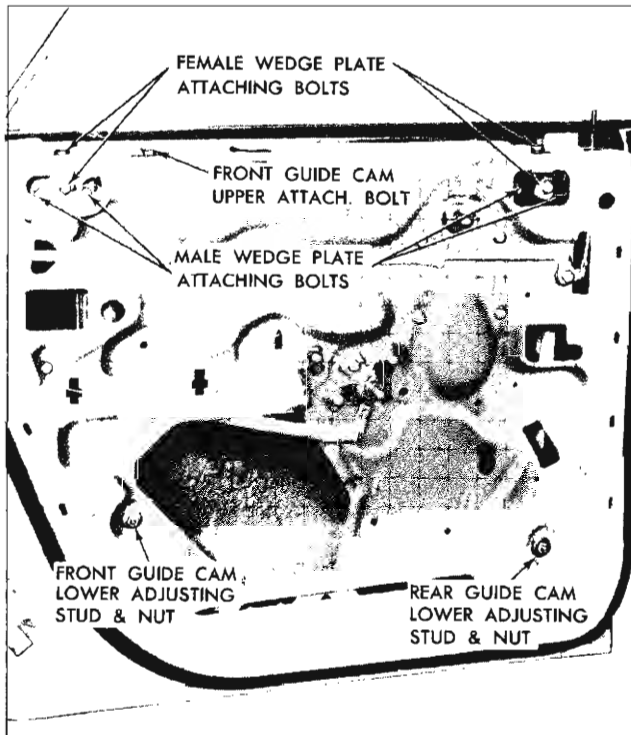 FEMALE WEDGE PLATE
ATTACHING BOLTS
FRONT GUIDE CAM
UPPER ATTACH. BOLT
MALE WEDGE PLATE
ATTACHING BOLTS
FRONT GUIDE CAM
LOWER ADJUSTING
STUD & NUT
REAR GUIDE CAM
LOWER ADJUSTING
STUD & NUT